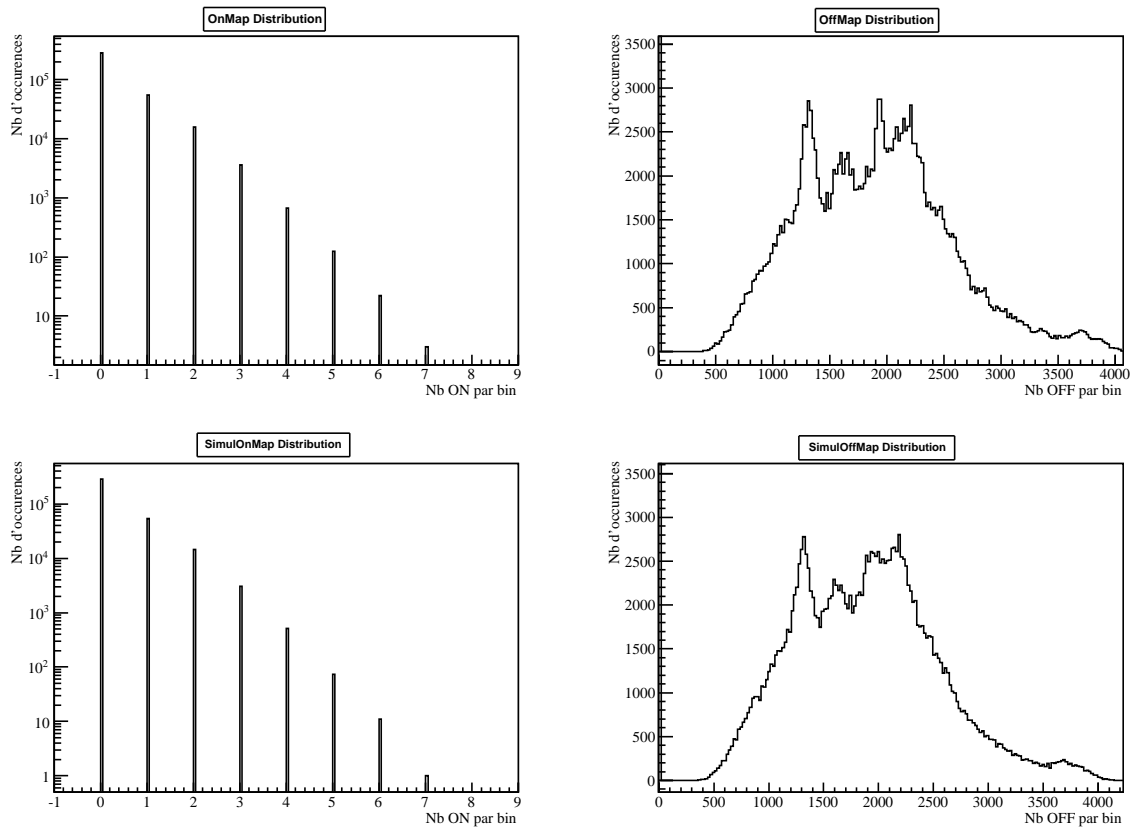 OnMap Distribution
Nb d'occurences
10^5
10^4
10^3
10^2
10
-1 0 1 2 3 4 5 6 7 8 9
Nb ON par bin
OffMap Distribution
Nb d'occurences
3500
3000
2500
2000
1500
1000
500
0
0 500 1000 1500 2000 2500 3000 3500 4000
Nb OFF par bin
SimulOnMap Distribution
Nb d'occurences
10^5
10^4
10^3
10^2
10
1
-1 0 1 2 3 4 5 6 7 8 9
Nb ON par bin
SimulOffMap Distribution
Nb d'occurences
3500
3000
2500
2000
1500
1000
500
0
0 500 1000 1500 2000 2500 3000 3500 4000
Nb OFF par bin